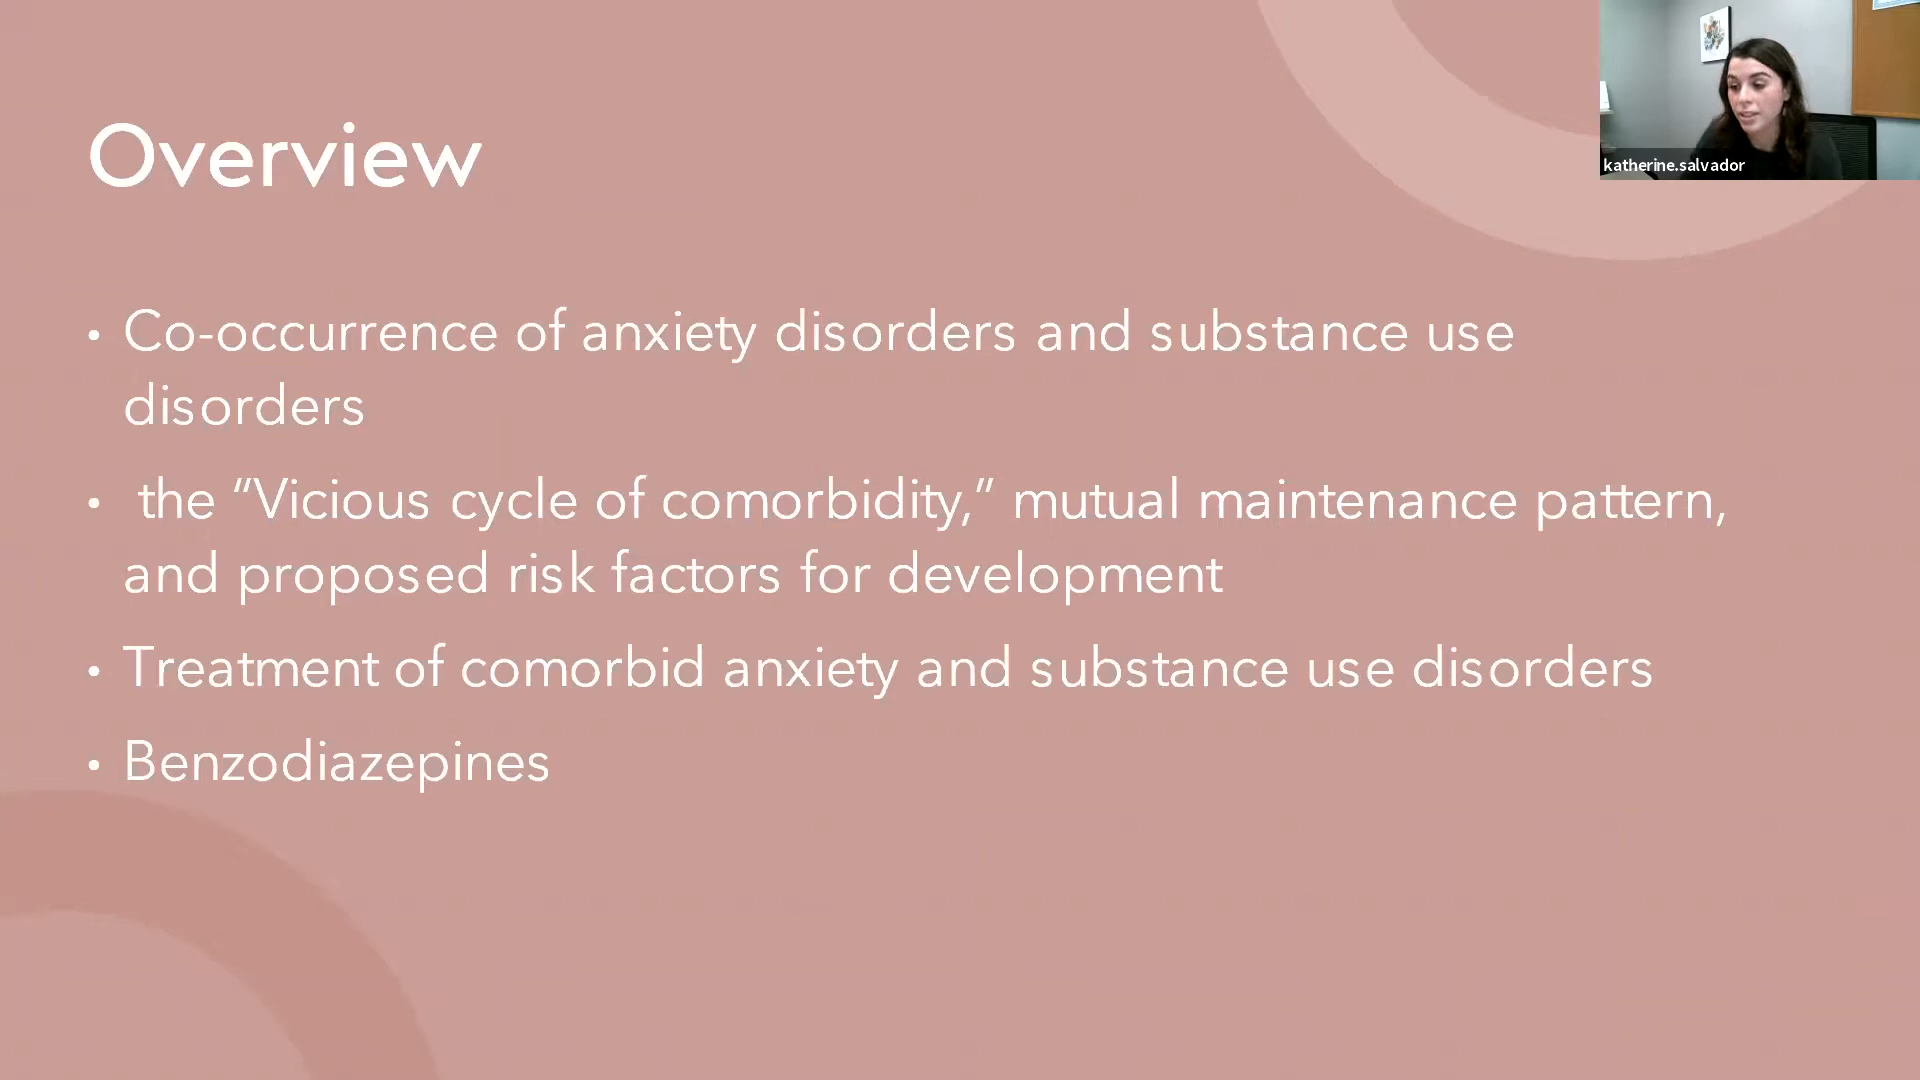 Overview
• Co-occurrence of anxiety disorders and substance use
disorders
• the “Vicious cycle of comorbidity,” mutual maintenance pattern,
and proposed risk factors for development
• Treatment of comorbid anxiety and substance use disorders
• Benzodiazepines
katherine.salvador